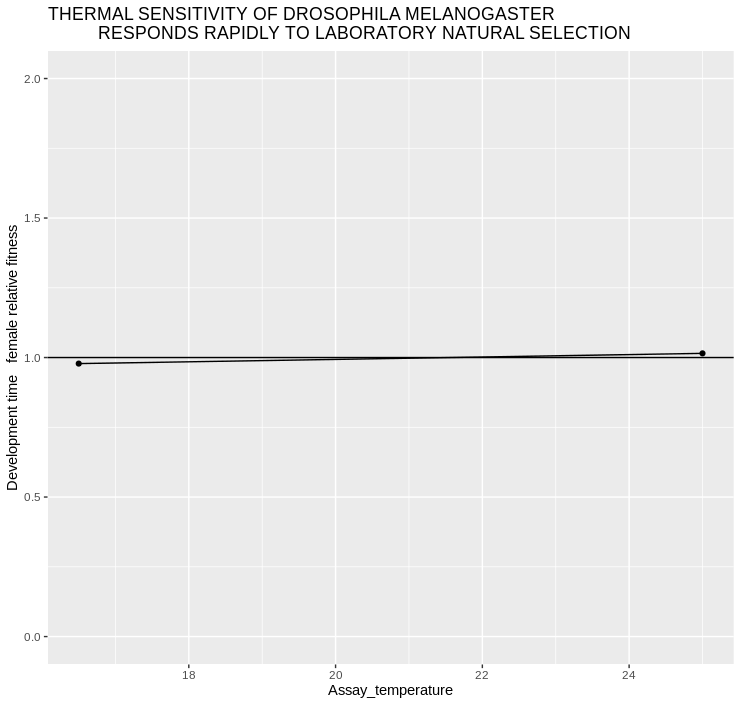 THERMAL SENSITIVITY OF DROSOPHILA MELANOGASTER
RESPONDS RAPIDLY TO LABORATORY NATURAL SELECTION
Development time   female relative fitness
2.0
1.5
1.0
0.5
0.0
18 20 22 24
Assay_temperature